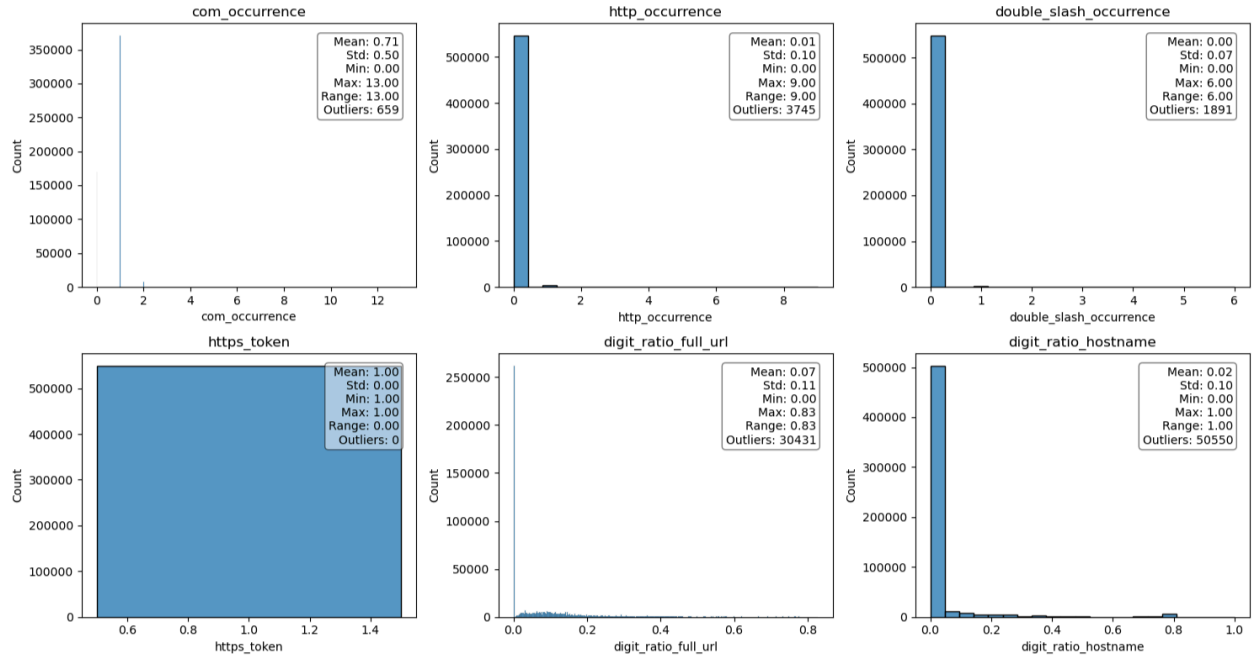 com_occurrence
350000
300000
250000
200000
150000
100000
50000
0
Count
0 2 4 6 8 10 12
com_occurrence
Mean: 0.71
Std: 0.50
Min: 0.00
Max: 13.00
Range: 13.00
Outliers: 659
http_occurrence
500000
400000
300000
200000
100000
0
Count
0 2 4 6 8
http_occurrence
Mean: 0.01
Std: 0.10
Min: 0.00
Max: 9.00
Range: 9.00
Outliers: 3745
double_slash_occurrence
500000
400000
300000
200000
100000
0
Count
0 1 2 3 4 5 6
double_slash_occurrence
Mean: 0.00
Std: 0.07
Min: 0.00
Max: 6.00
Range: 6.00
Outliers: 1891
https_token
500000
400000
300000
200000
100000
0
Count
0.6 0.8 1.0 1.2 1.4
https_token
Mean: 1.00
Std: 0.00
Min: 1.00
Max: 1.00
Range: 0.00
Outliers: 0
digit_ratio_full_url
250000
200000
150000
100000
50000
0
Count
0.0 0.2 0.4 0.6 0.8
digit_ratio_full_url
Mean: 0.07
Std: 0.11
Min: 0.00
Max: 0.83
Range: 0.83
Outliers: 30431
digit_ratio_hostname
500000
400000
300000
200000
100000
0
Count
0.0 0.2 0.4 0.6 0.8 1.0
digit_ratio_hostname
Mean: 0.02
Std: 0.10
Min: 0.00
Max: 1.00
Range: 1.00
Outliers: 50550